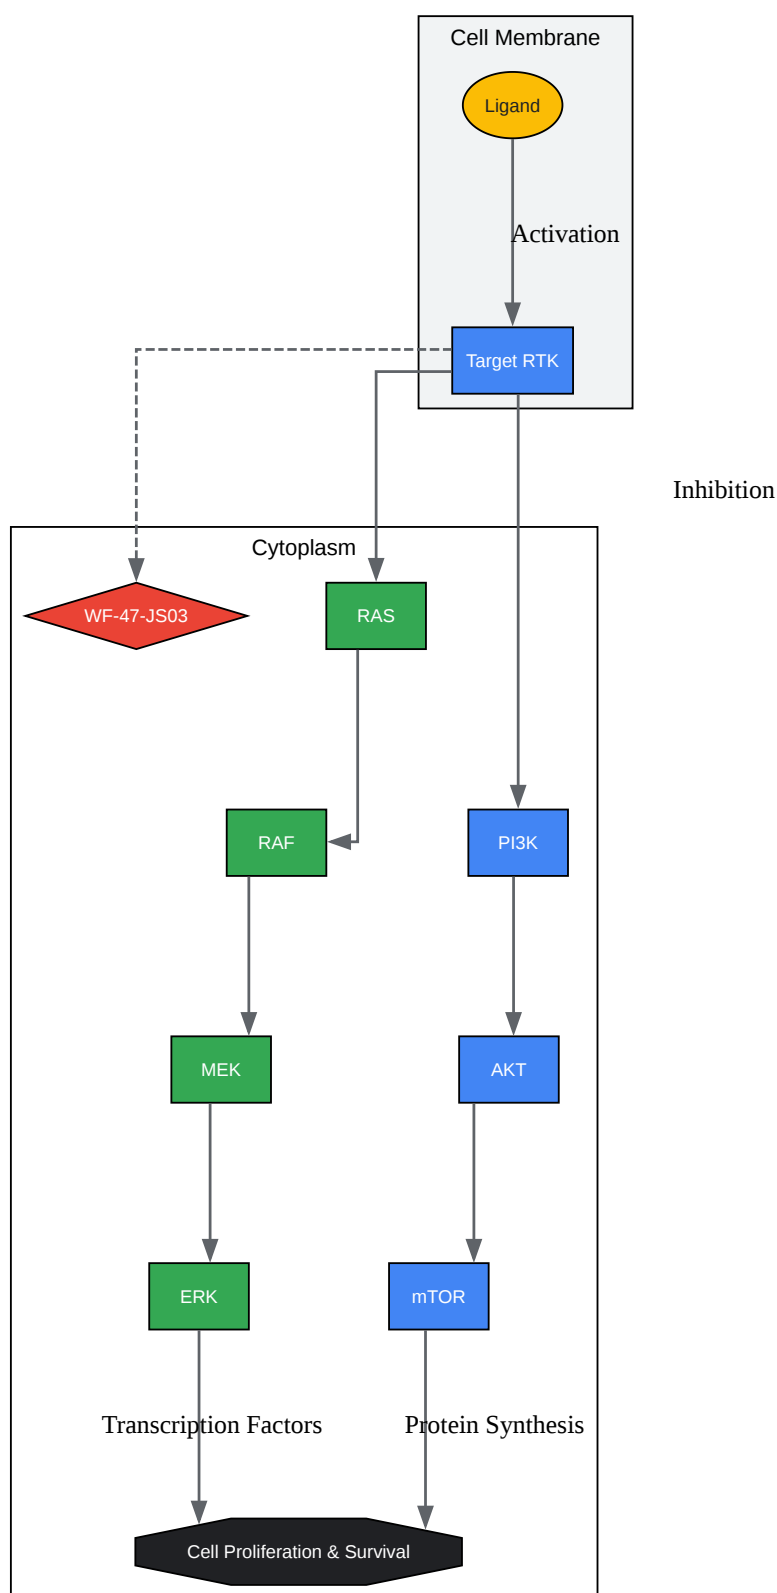 Cell Membrane
Ligand
Activation
Target RTK
Inhibition
Cytoplasm
WF-47-JS03
RAS
RAF
PI3K
MEK
AKT
ERK
mTOR
Transcription Factors
Protein Synthesis
Cell Proliferation & Survival